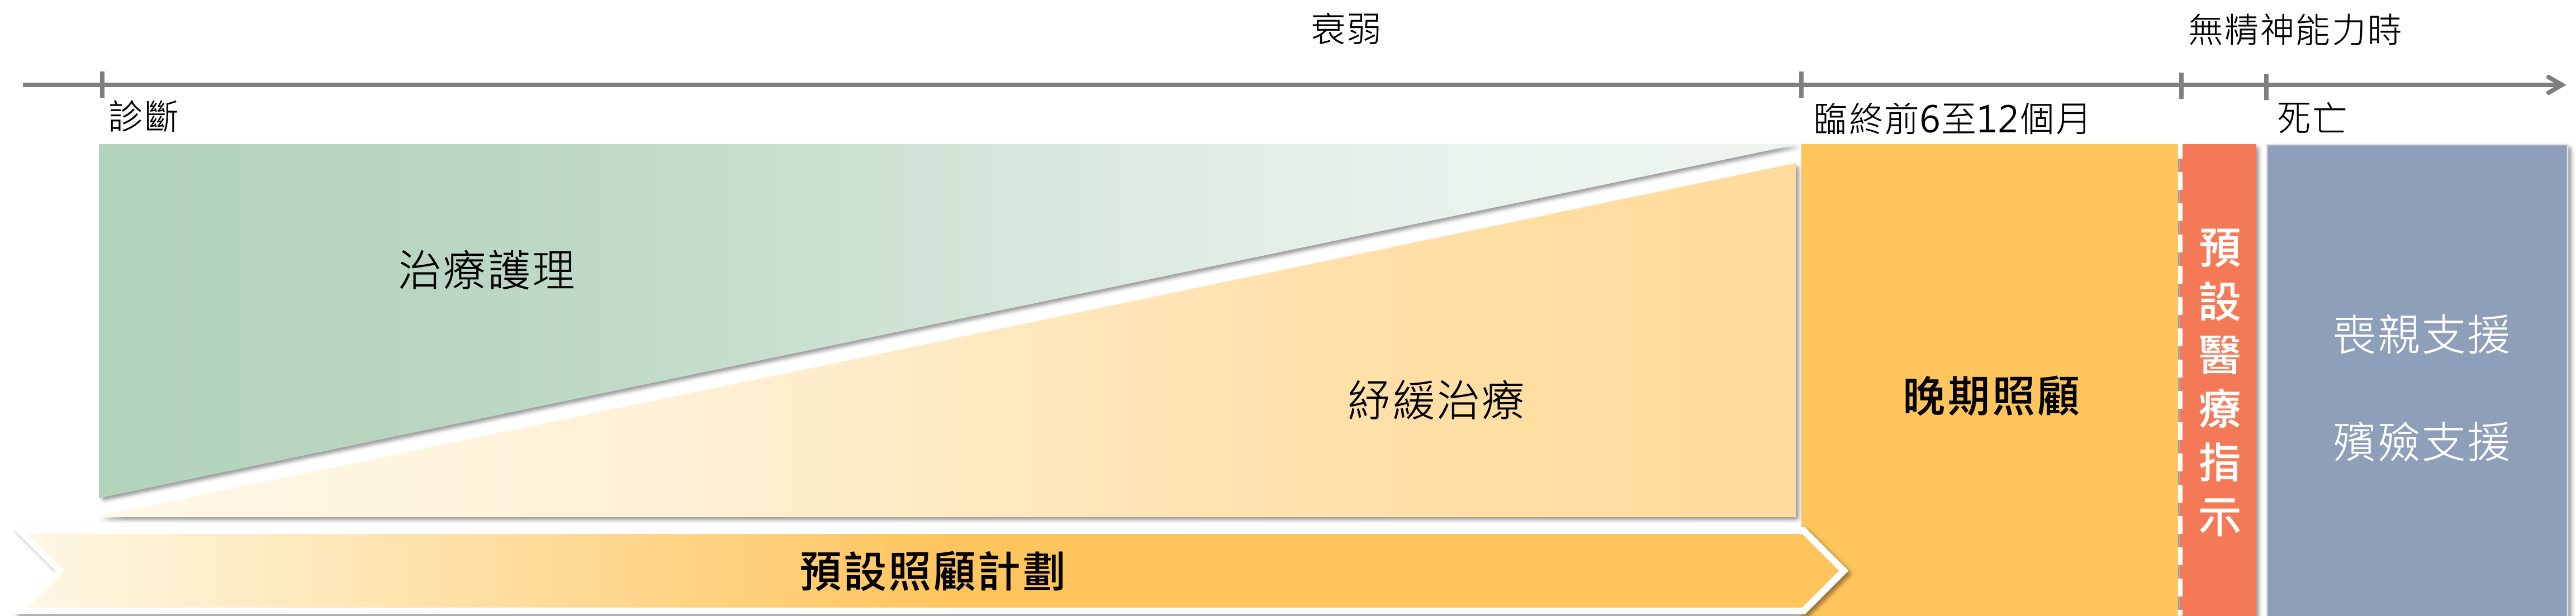 衰弱
無精神能力時
診斷
臨終前6至12個月
死亡
治療護理
紓緩治療
晚期照顧
預設醫療指示
喪親支援
殯殮支援
預設照顧計劃